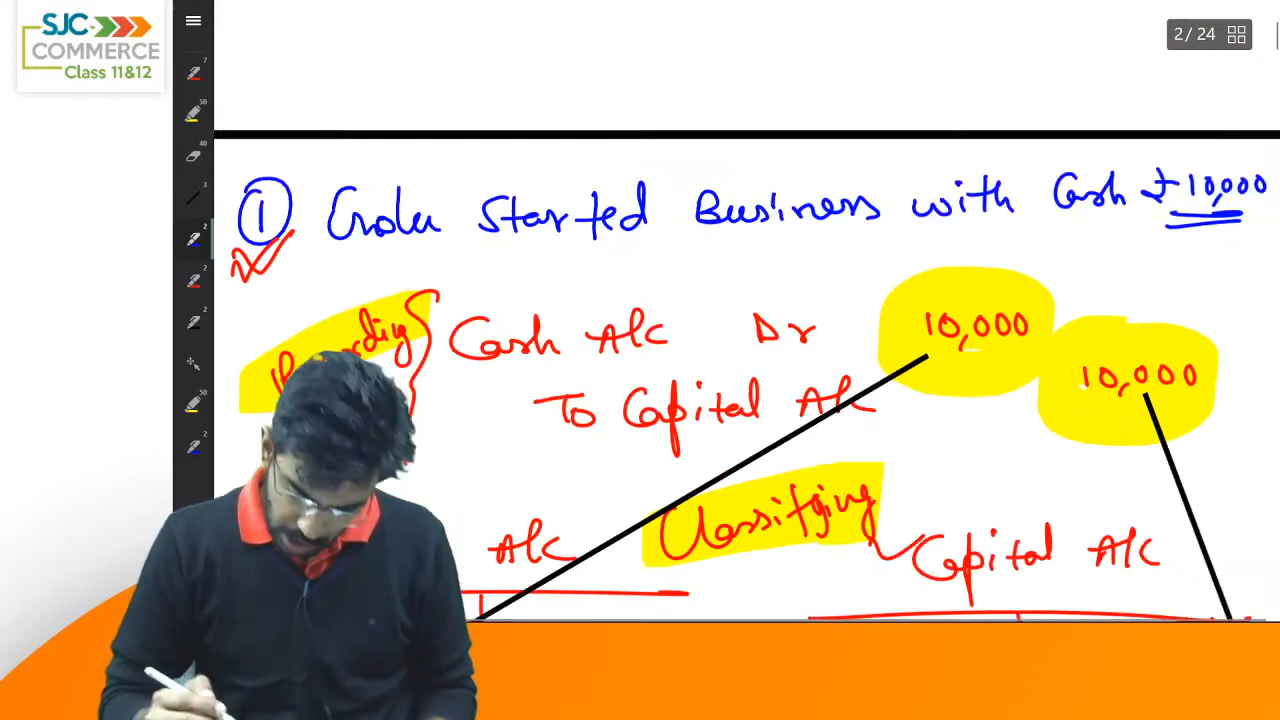 SJC
COMMERCE
Class 11&12
2/24
① Started Business with Cash ₹ 10,000
Cash A/c Dr 10,000
To Capital A/c 10,000
Classifying
A/c
Capital A/c